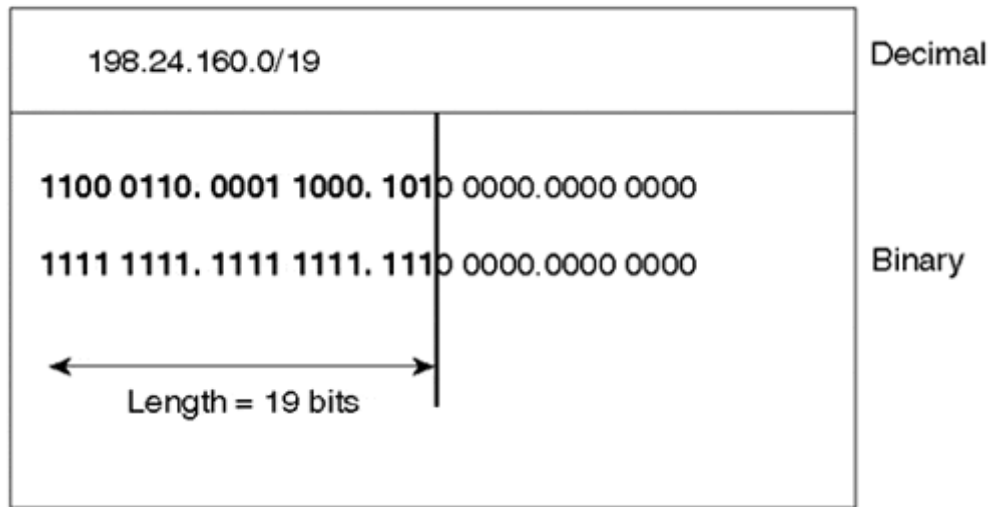 198.24.160.0/19
Decimal
1100 0110. 0001 1000. 1010 0000.0000 0000
1111 1111. 1111 1111. 1110 0000.0000 0000
Binary
Length = 19 bits